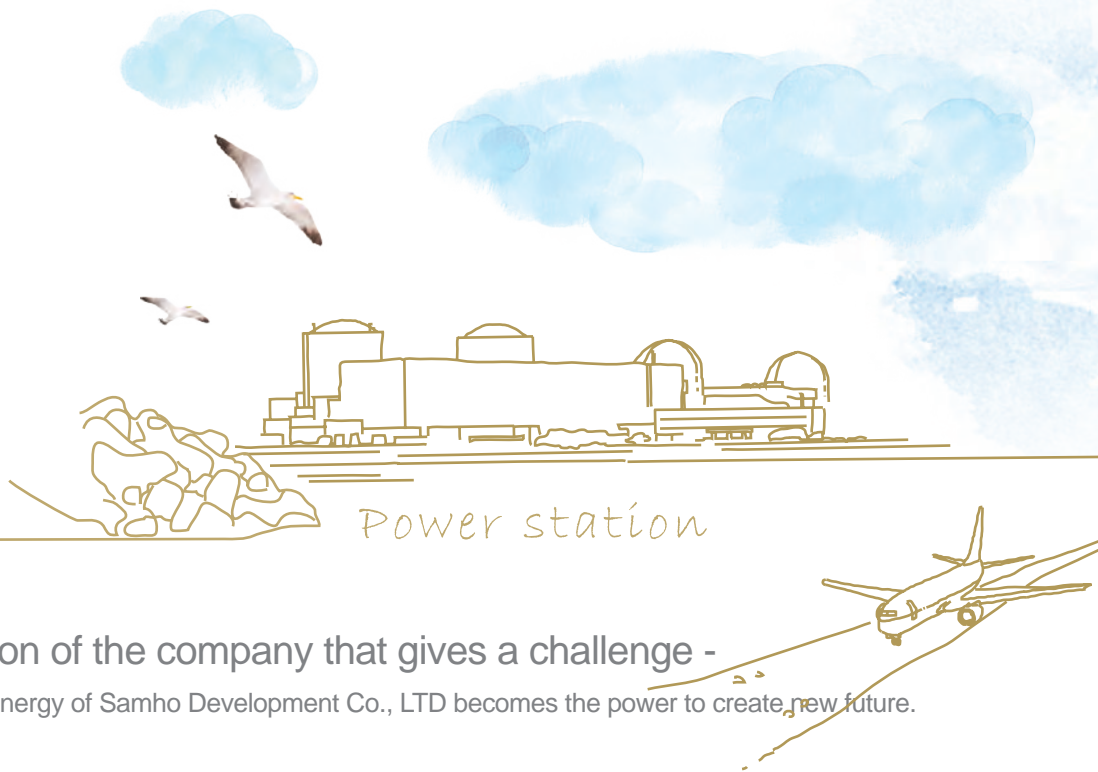 Power station
on of the company that gives a challenge -
nergy of Samho Development Co., LTD becomes the power to create new future.